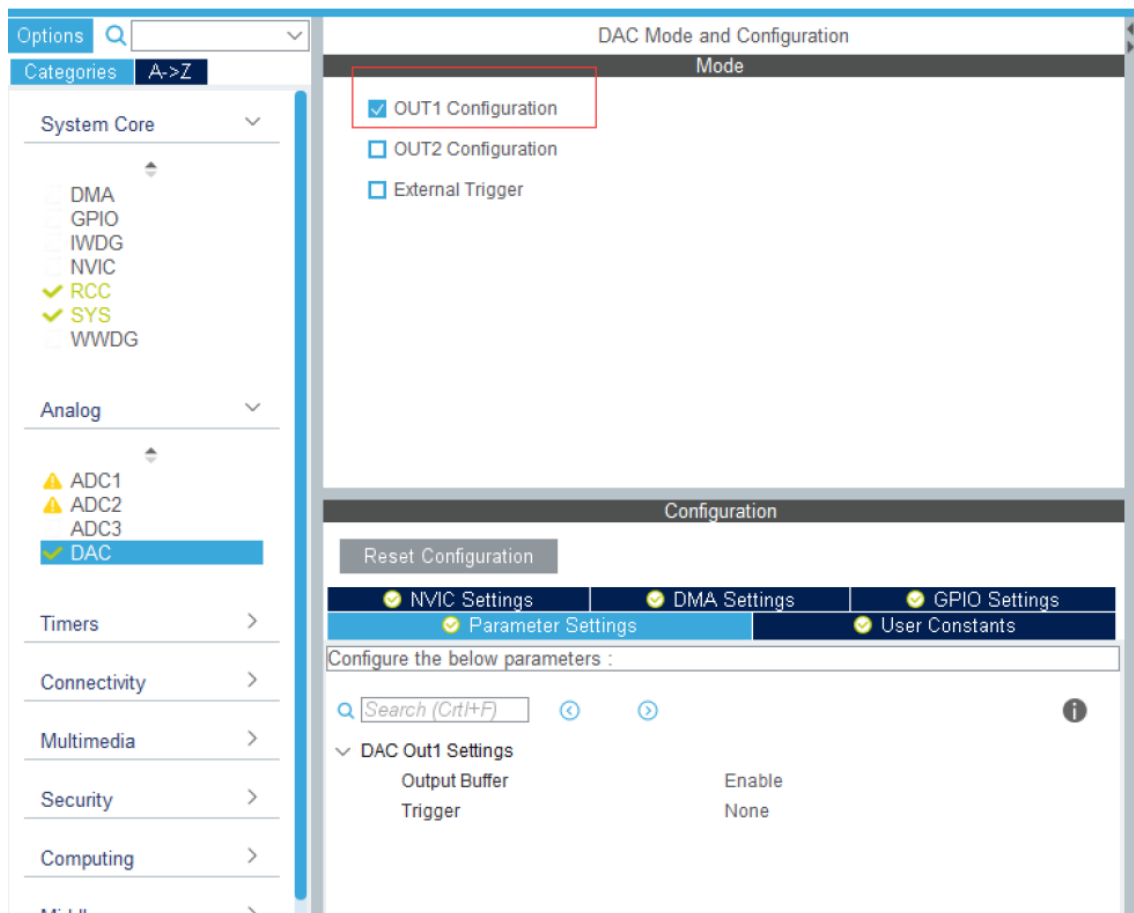 Options
Categories
A->Z
System Core
DMA
GPIO
IWDG
NVIC
RCC
SYS
WWDG
Analog
ADC1
ADC2
ADC3
DAC
Timers
Connectivity
Multimedia
Security
Computing
DAC Mode and Configuration
Mode
OUT1 Configuration
OUT2 Configuration
External Trigger
Configuration
Reset Configuration
NVIC Settings
DMA Settings
GPIO Settings
Parameter Settings
User Constants
Configure the below parameters :
Search (Crtl+F)
DAC Out1 Settings
Output Buffer Enable
Trigger None